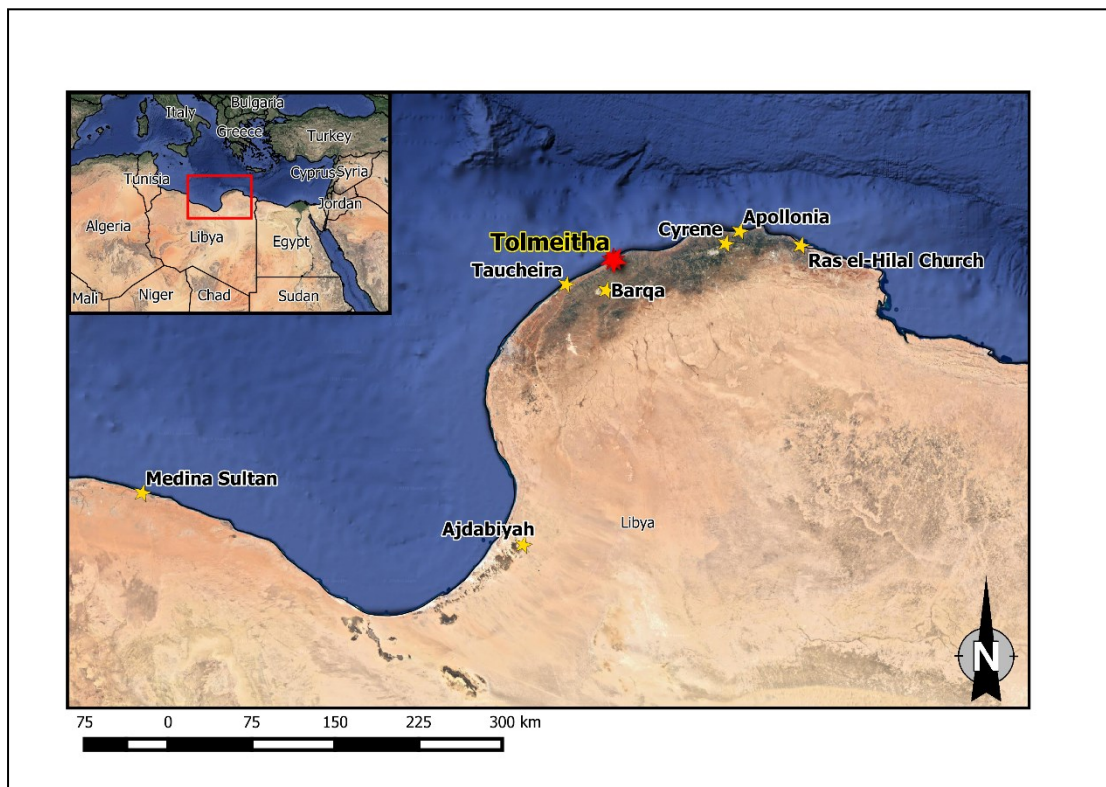 Italy
Bulgaria
Greece
Turkey
Tunisia
Cyprus
Syria
Jordan
Algeria
Libya
Egypt
Mali
Niger
Chad
Sudan
Apollonia
Cyrene
Tolmeitha
Ras el-Hilal Church
Taucheira
Barqa
Medina Sultan
Ajdabiyah
Libya
N
75 0 75 150 225 300 km